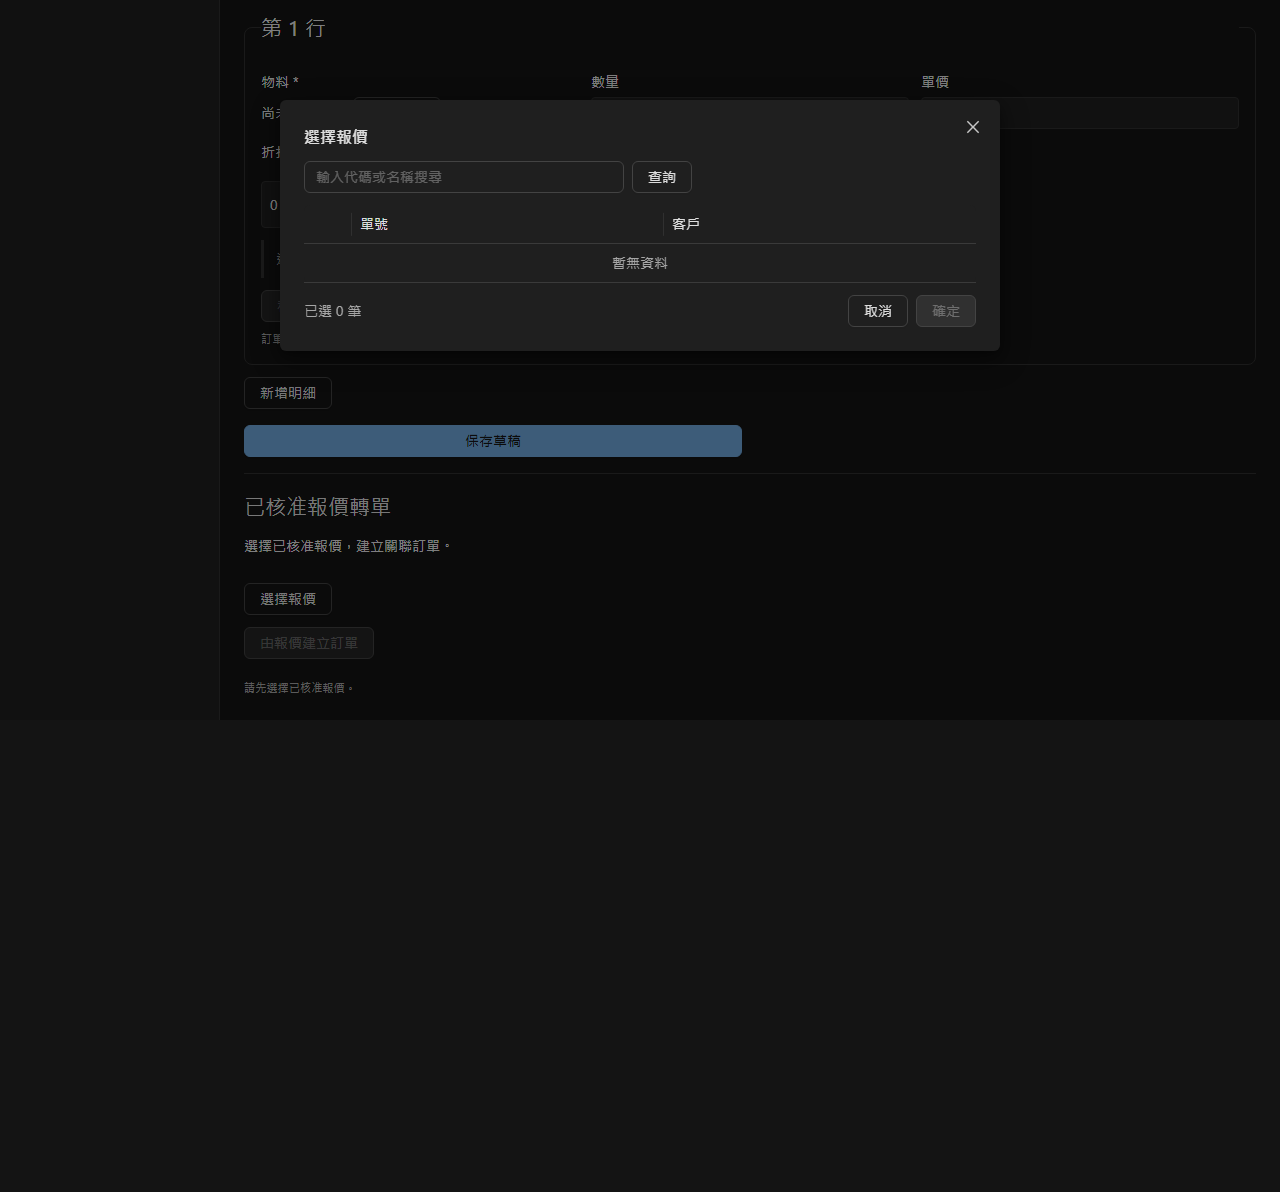 第 1 行
物料 *
數量
單價
選擇報價
輸入代碼或名稱搜尋
查詢
0
單號
客戶
暫無資料
已選 0 筆
取消
確定
新增明細
保存草稿
已核准報價轉單
選擇已核准報價，建立關聯訂單。
選擇報價
由報價建立訂單
請先選擇已核准報價。